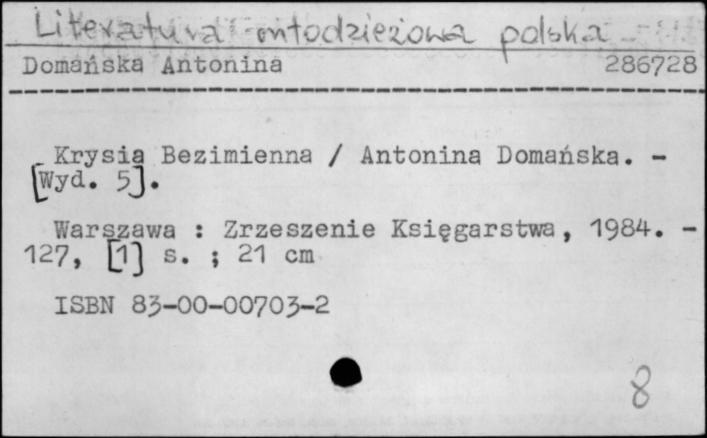 Literatura młodzieżowa polska
Domańska Antonina 286728
Krysia Bezimienna / Antonina Domańska. -
[Wyd. 5].
Warszawa : Zrzeszenie Księgarstwa, 1984. -
127, [1] s. ; 21 cm
ISBN 83-00-00703-2
8